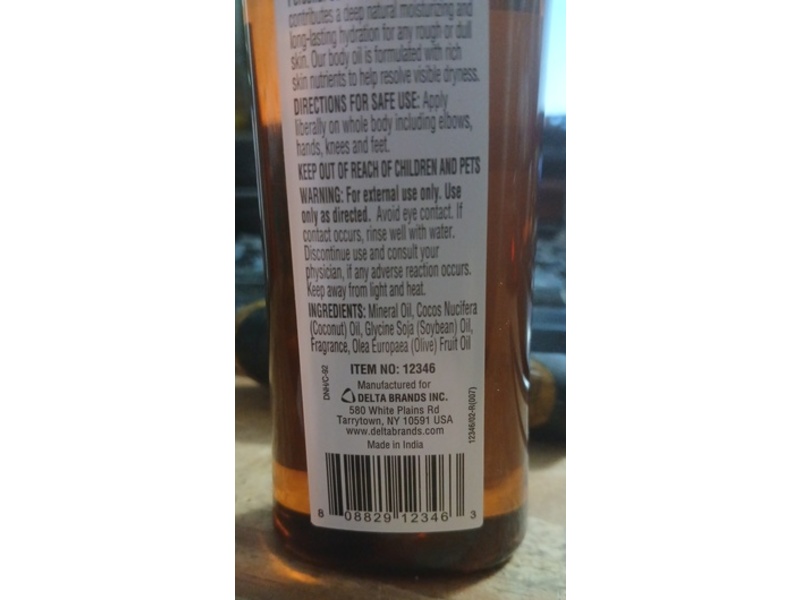 contributes a deep natural moisturizing and
long-lasting hydration for any rough or dull
skin. Our body oil is formulated with rich
skin nutrients to help resolve visible dryness.
DIRECTIONS FOR SAFE USE: Apply
liberally on whole body including elbows,
hands, knees and feet.
KEEP OUT OF REACH OF CHILDREN AND PETS
WARNING: For external use only. Use
only as directed. Avoid eye contact. If
contact occurs, rinse well with water.
Discontinue use and consult your
physician, if any adverse reaction occurs.
Keep away from light and heat.
INGREDIENTS: Mineral Oil, Cocos Nucifera
(Coconut) Oil, Glycine Soja (Soybean) Oil,
Fragrance, Olea Europaea (Olive) Fruit Oil
DNH/C-92
ITEM NO: 12346
Manufactured for
DELTA BRANDS INC.
580 White Plains Rd
Tarrytown, NY 10591 USA
www.deltabrands.com
Made in India
12346/02-R(007)
8 08829 12346 3